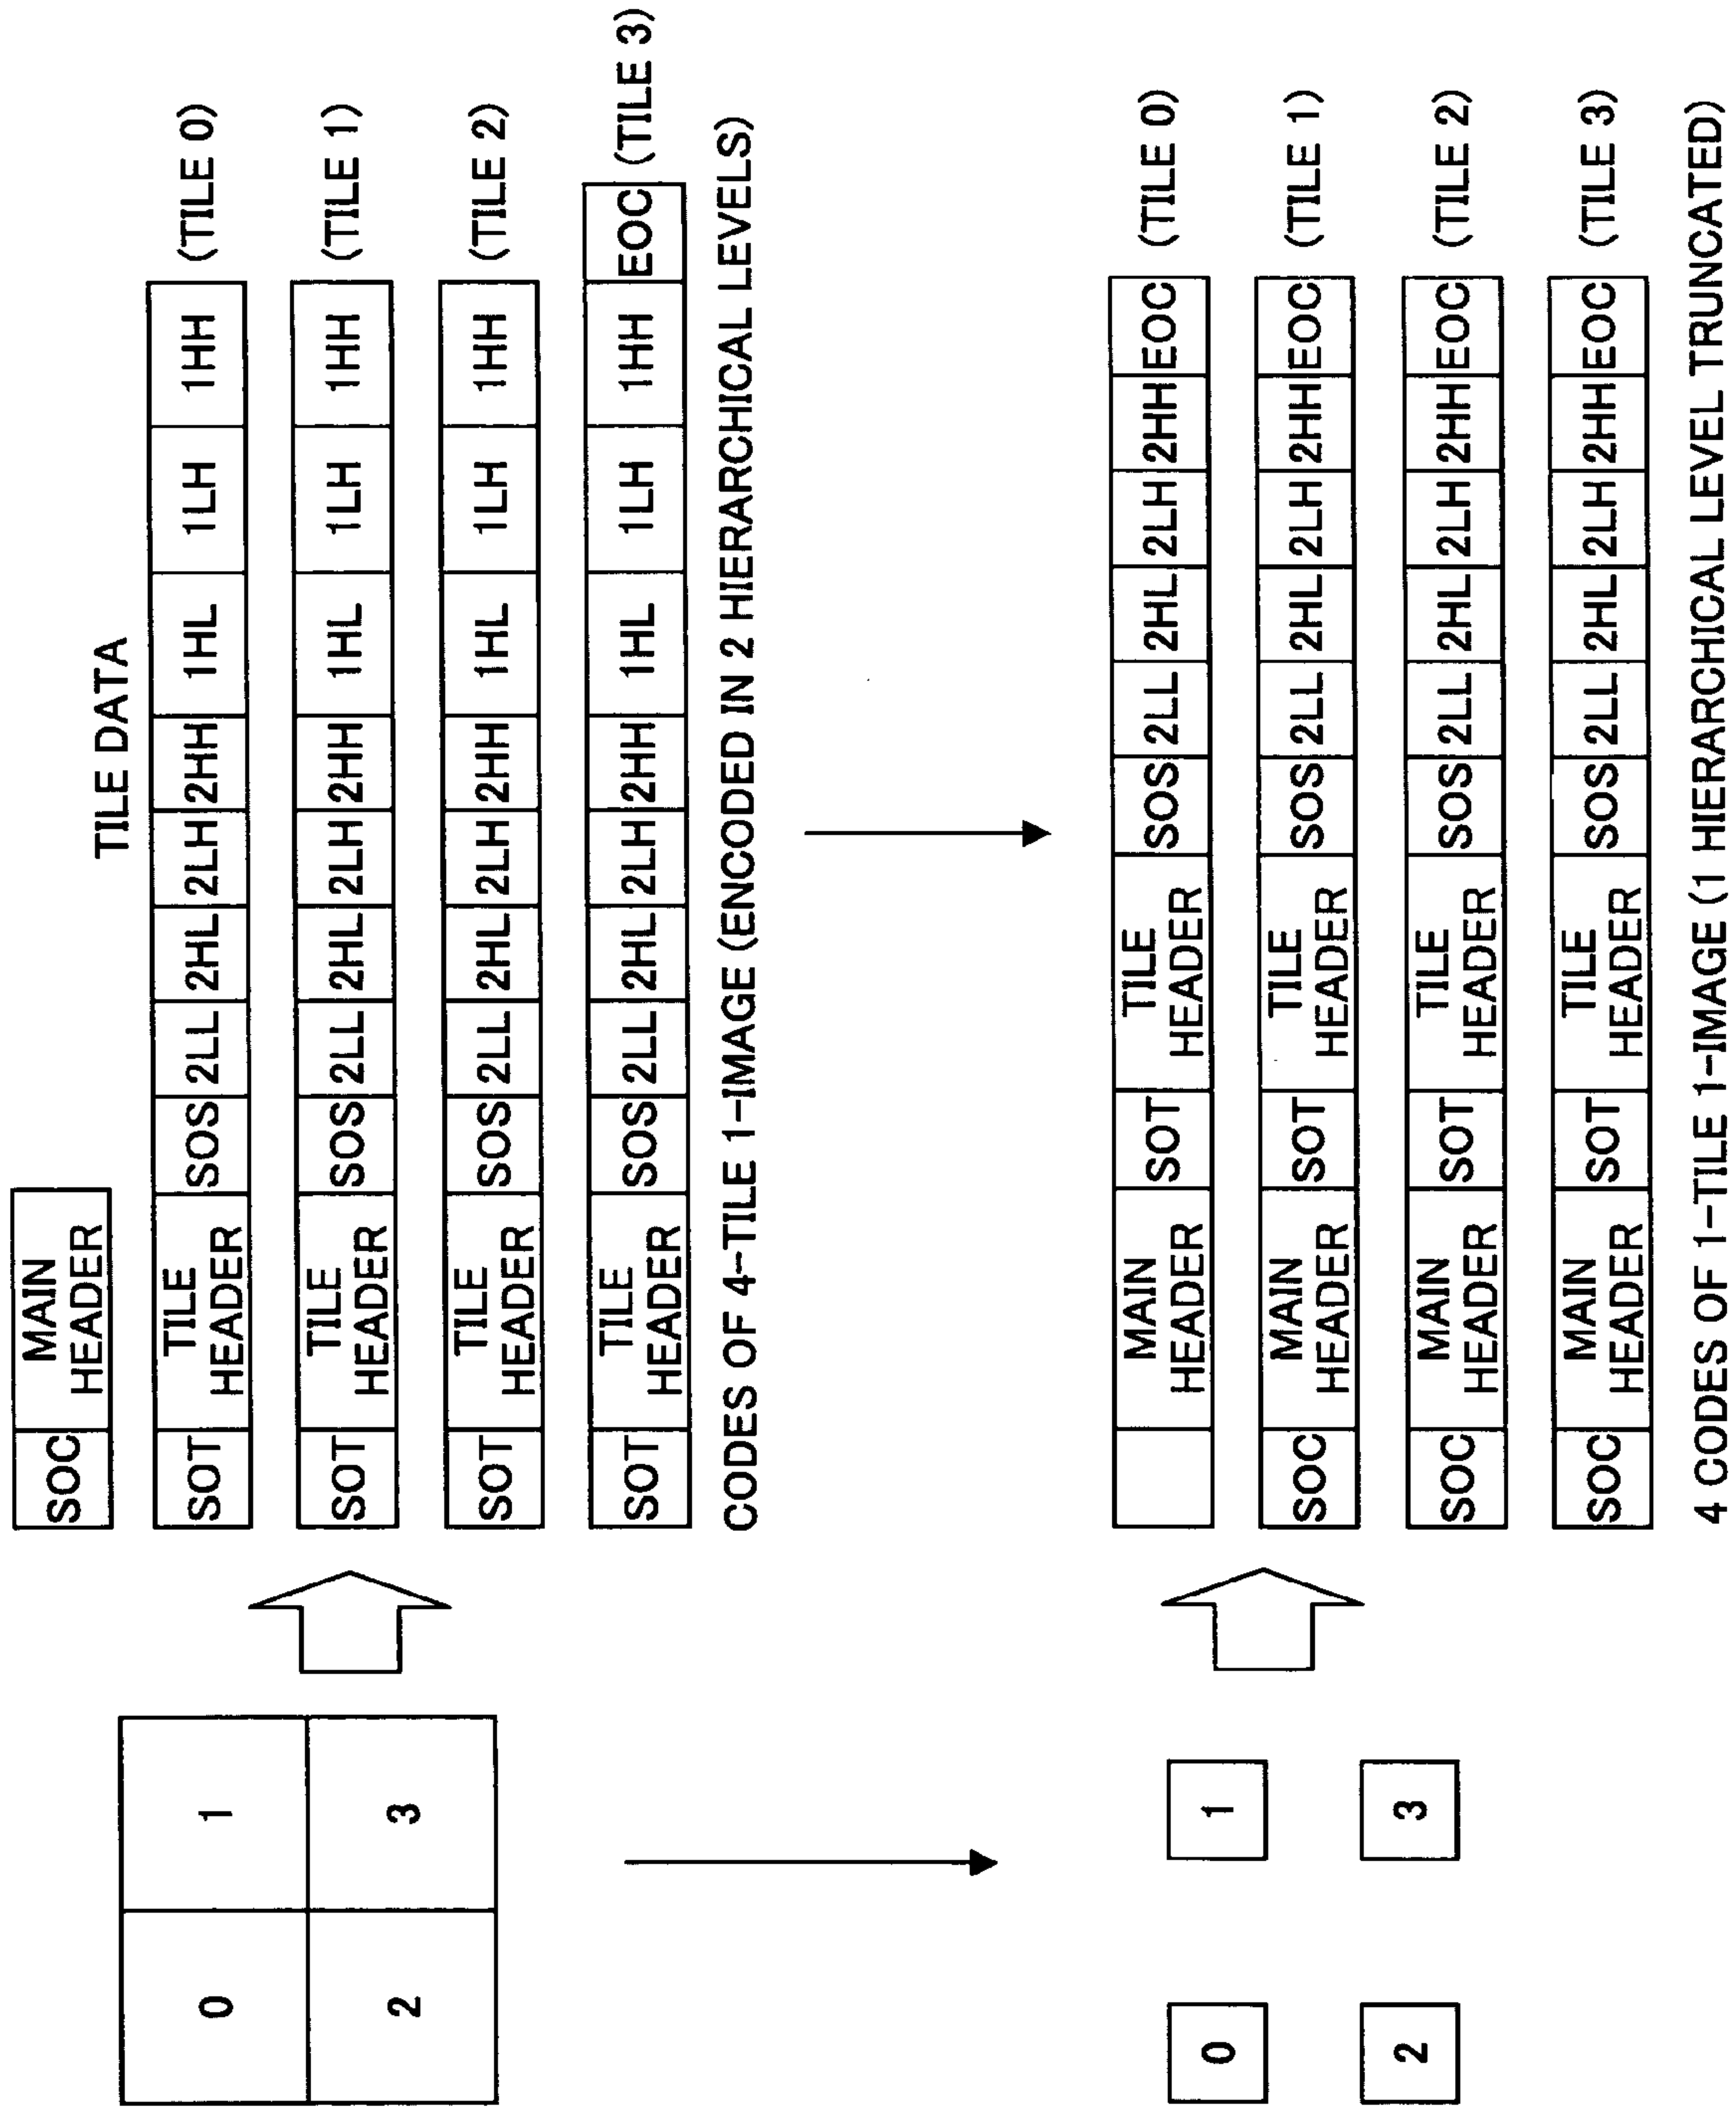 TILE DATA
SOC MAIN HEADER
0 1
SOT TILE HEADER SOS 2LL 2HL 2LH 2HH 1HL 1LH 1HH (TILE 0)
SOT TILE HEADER SOS 2LL 2HL 2LH 2HH 1HL 1LH 1HH (TILE 1)
2 3
SOT TILE HEADER SOS 2LL 2HL 2LH 2HH 1HL 1LH 1HH (TILE 2)
SOT TILE HEADER SOS 2LL 2HL 2LH 2HH 1HL 1LH 1HH EOC (TILE 3)
CODES OF 4-TILE 1-IMAGE (ENCODED IN 2 HIERARCHICAL LEVELS)
MAIN HEADER SOT TILE HEADER SOS 2LL 2HL 2LH 2HH EOC (TILE 0)
0 1
SOC MAIN HEADER SOT TILE HEADER SOS 2LL 2HL 2LH 2HH EOC (TILE 1)
2 3
SOC MAIN HEADER SOT TILE HEADER SOS 2LL 2HL 2LH 2HH EOC (TILE 2)
SOC MAIN HEADER SOT TILE HEADER SOS 2LL 2HL 2LH 2HH EOC (TILE 3)
4 CODES OF 1-TILE 1-IMAGE (1 HIERARCHICAL LEVEL TRUNCATED)